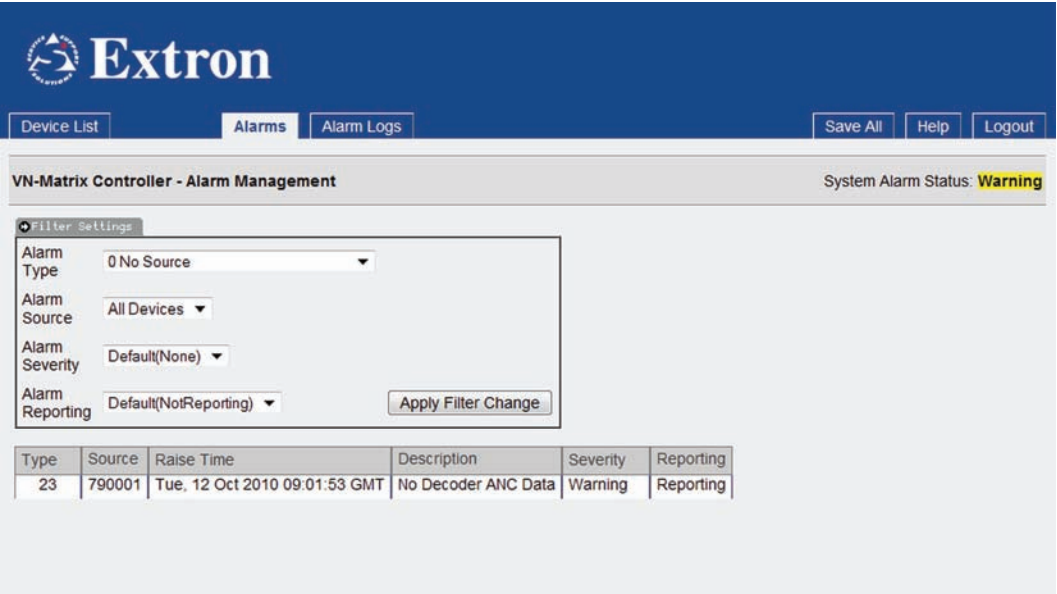 SERVICE SUPPORT SOLUTIONS
Extron
Device List Alarms Alarm Logs Save All Help Logout
VN-Matrix Controller - Alarm Management System Alarm Status: Warning
Filter Settings
Alarm Type 0 No Source
Alarm Source All Devices
Alarm Severity Default(None)
Alarm Reporting Default(NotReporting) Apply Filter Change
Type Source Raise Time Description Severity Reporting
23 790001 Tue, 12 Oct 2010 09:01:53 GMT No Decoder ANC Data Warning Reporting